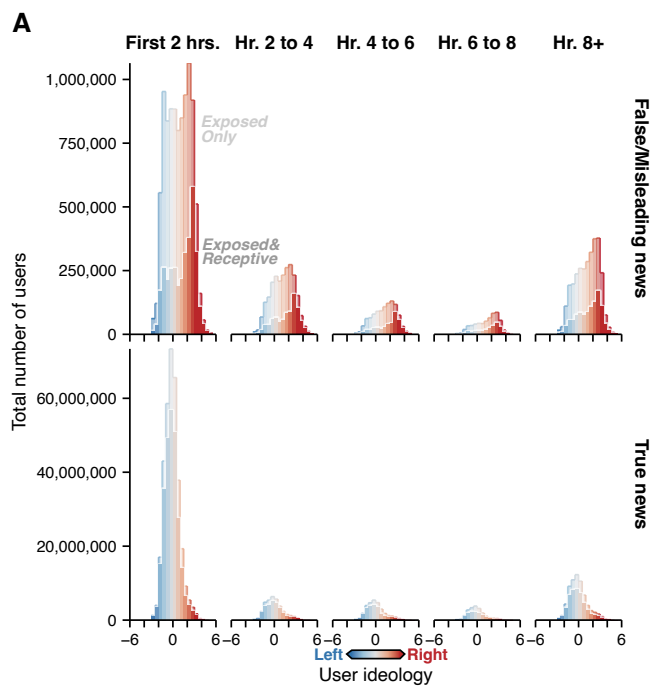 A
First 2 hrs. Hr. 2 to 4 Hr. 4 to 6 Hr. 6 to 8 Hr. 8+
1,000,000
750,000
500,000
250,000
0
Exposed
Only
Exposed&
Receptive
False/Misleading news
Total number of users
60,000,000
40,000,000
20,000,000
0
True news
−6 0 6 −6 0 6 −6 0 6 −6 0 6 −6 0 6
Left Right
User ideology